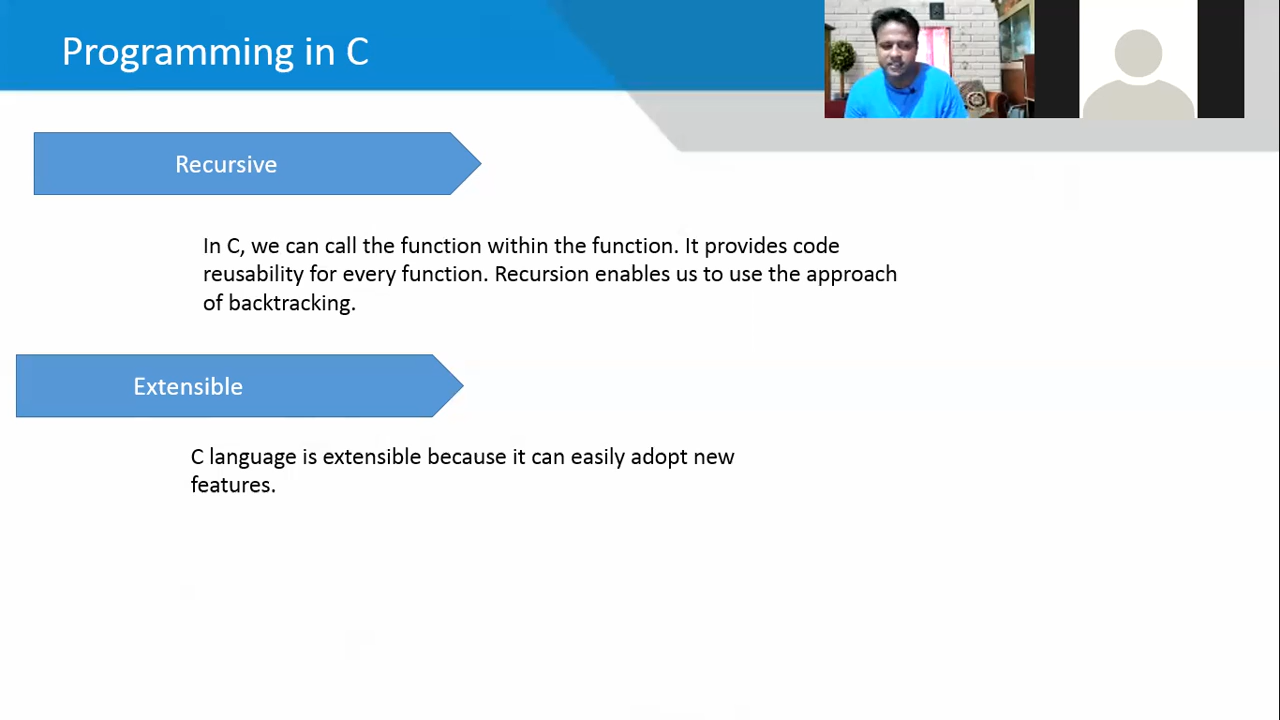 Programming in C
Recursive
In C, we can call the function within the function. It provides code
reusability for every function. Recursion enables us to use the approach
of backtracking.
Extensible
C language is extensible because it can easily adopt new
features.